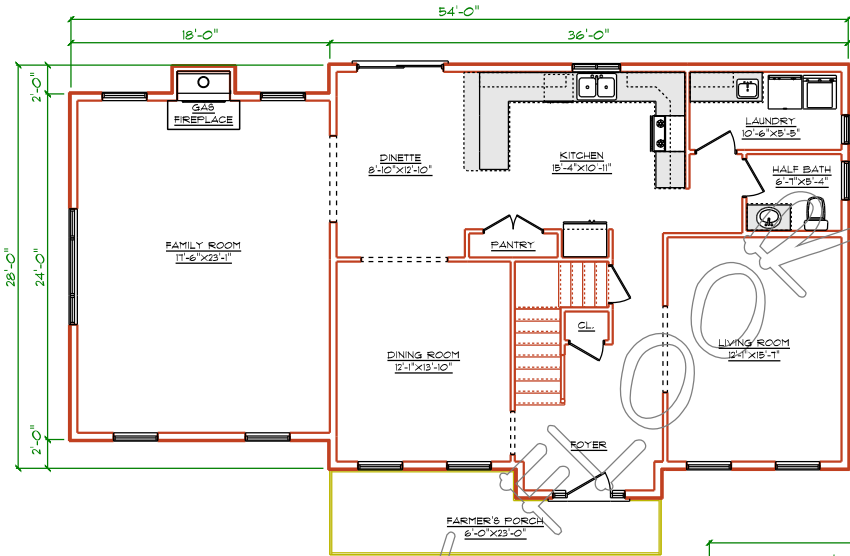 54'-0"
18'-0"
36'-0"
2'-0"
GAS
FIREPLACE
LAUNDRY
10'-6"X5'-5"
DINETTE
8'-10"X12'-10"
KITCHEN
15'-4"X10'-11"
HALF BATH
6'-7"X5'-4"
FAMILY ROOM
17'-6"X23'-1"
PANTRY
28'-0"
24'-0"
CL.
DINING ROOM
12'-1"X13'-10"
LIVING ROOM
12'-1"X15'-7"
2'-0"
FOYER
FARMER'S PORCH
6'-0"X23'-0"